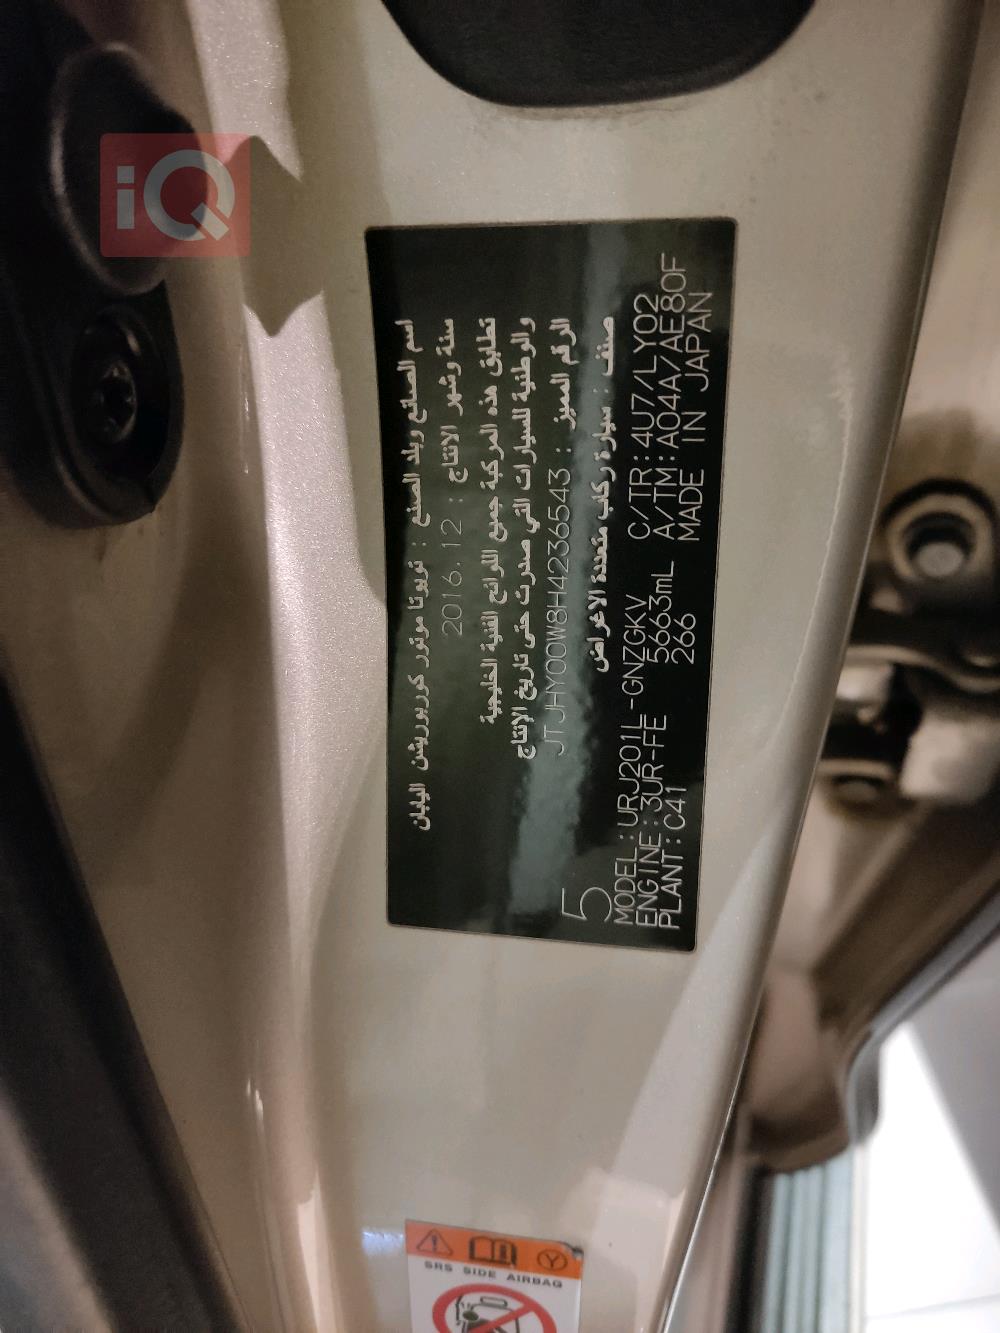 iQ
اسم الصانع وبلد الصنع : تويوتا موتور كوربوريشن اليابان
سنة وشهر الانتاج : 2016.12
تطابق هذه المركبة جميع اللوائح الفنية الخليجية
والوطنية للسيارات التي صدرت حتى تاريخ الإنتاج
الرقم المميز : JTJHY00W8H4236543
صنف : سيارة ركاب متعددة الاغراض
5
MODEL:URJ201L-GNZGKV C/TR:4U7/LY02
ENGINE:3UR-FE 5663mL A/TM:A04A/AE80F
PLANT:C41 266 MADE IN JAPAN
SRS SIDE AIRBAG